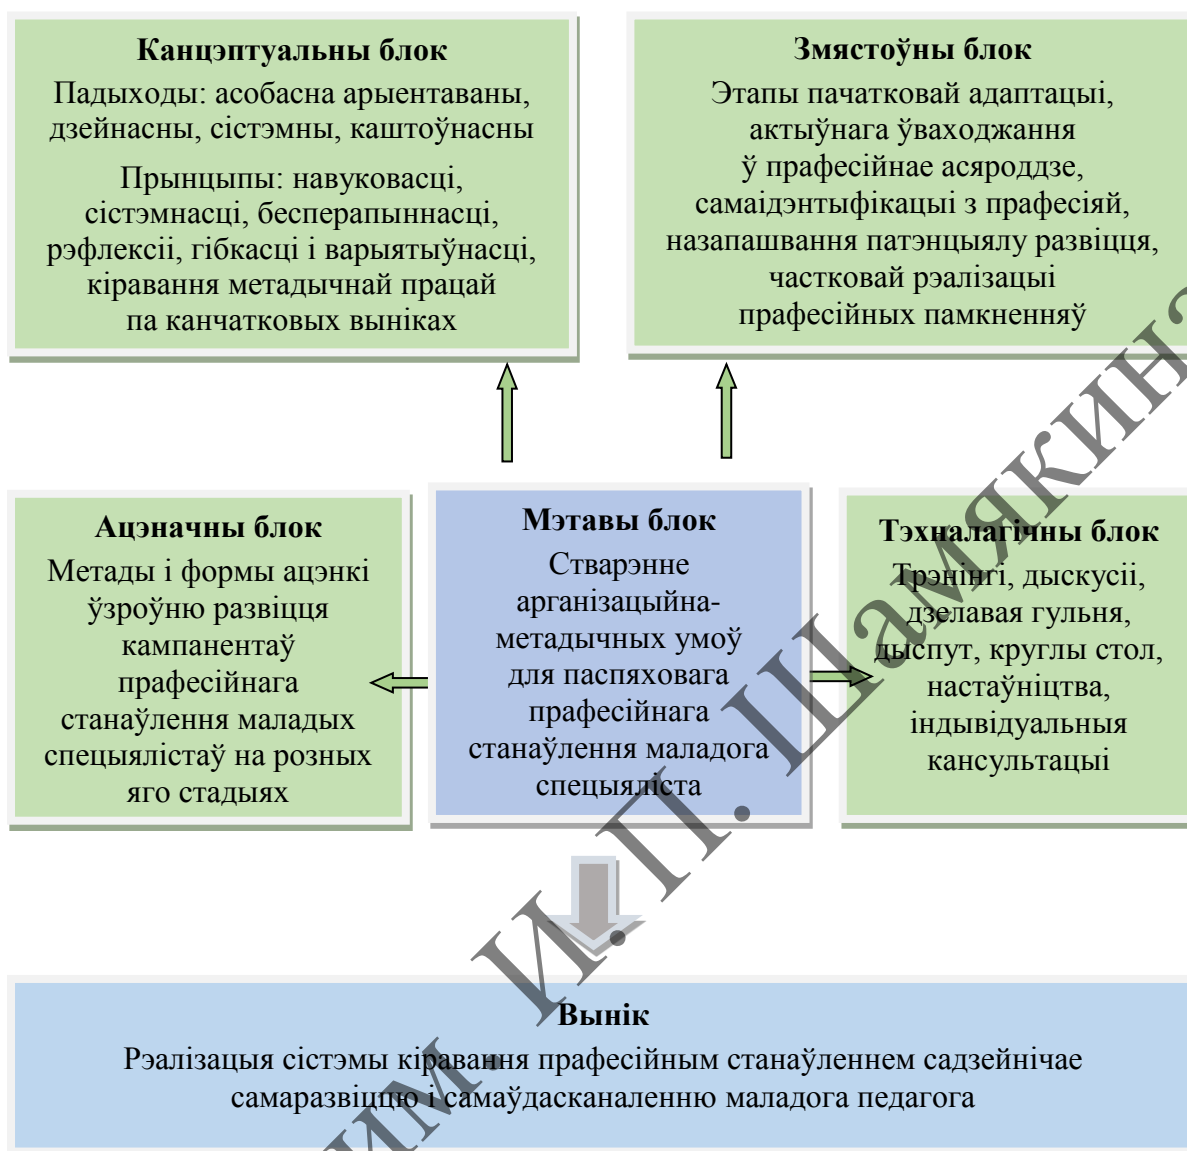 Канцэптуальны блок
Падыходы: асобасна арыентаваны,
дзейнасны, сістэмны, каштоўнасны
Прынцыпы: навуковасці,
сістэмнасці, бесперапыннасці,
рэфлексіі, гібкасці і варыятыўнасці,
кіравання метадычнай працай
па канчатковых выніках
Змястоўны блок
Этапы пачатковай адаптацыі,
актыўнага ўваходжання
ў прафесійнае асяроддзе,
самаідэнтыфікацыі з прафесіяй,
назапашвання патэнцыялу развіцця,
частковай рэалізацыі
прафесійных памкненняў
Ацэначны блок
Метады і формы ацэнкі
ўзроўню развіцця
кампанентаў
прафесійнага
станаўлення маладых
спецыялістаў на розных
яго стадыях
Мэтавы блок
Стварэнне
арганізацыйна-
метадычных умоў
для паспяховага
прафесійнага
станаўлення маладога
спецыяліста
Тэхналагічны блок
Трэнінгі, дыскусіі,
дзелавая гульня,
дыспут, круглы стол,
настаўніцтва,
індывідуальныя
кансультацыі
Вынік
Рэалізацыя сістэмы кіравання прафесійным станаўленнем садзейнічае
самаразвіццю і самаўдасканаленню маладога педагога
им. И. П. Шамякина